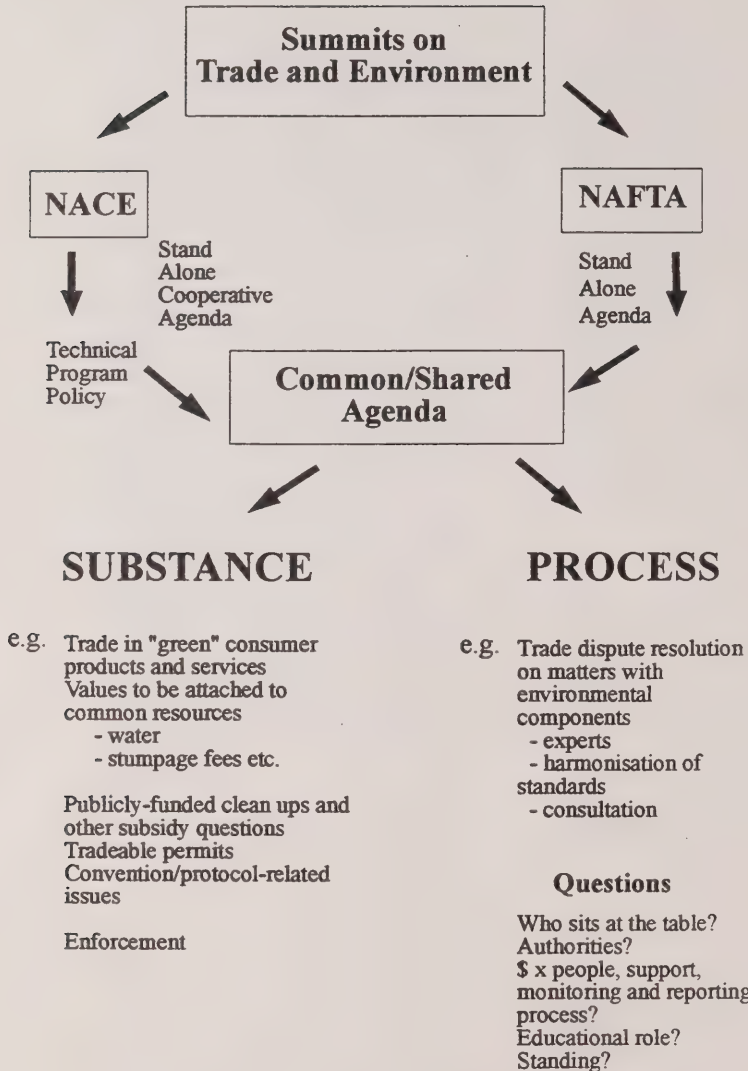 Summits on
Trade and Environment
NACE
NAFTA
Stand
Alone
Cooperative
Agenda
Stand
Alone
Agenda
Technical
Program
Policy
Common/Shared
Agenda
SUBSTANCE
e.g. Trade in "green" consumer
products and services
Values to be attached to
common resources
- water
- stumpage fees etc.
Publicly-funded clean ups and
other subsidy questions
Tradeable permits
Convention/protocol-related
issues
Enforcement
PROCESS
e.g. Trade dispute resolution
on matters with
environmental
components
- experts
- harmonisation of
standards
- consultation
Questions
Who sits at the table?
Authorities?
$ x people, support,
monitoring and reporting
process?
Educational role?
Standing?